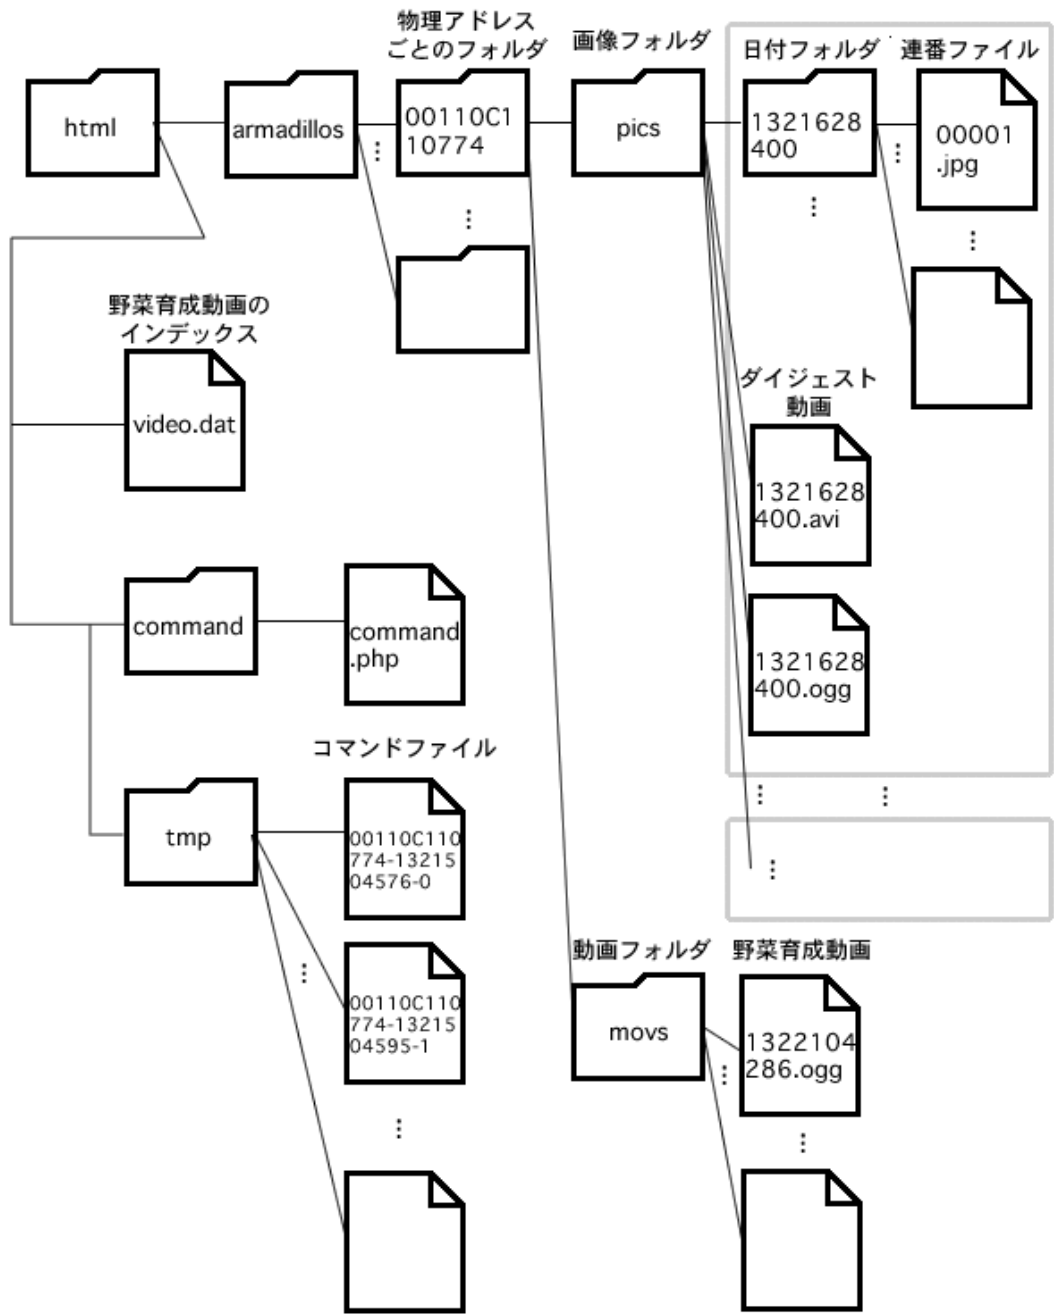 物理アドレス
ごとのフォルダ
画像フォルダ
日付フォルダ
連番ファイル
html
armadillos
00110C1
10774
pics
1321628
400
00001
.jpg
野菜育成動画の
インデックス
video.dat
ダイジェスト
動画
1321628
400.avi
command
command
.php
1321628
400.ogg
コマンドファイル
tmp
00110C110
774-13215
04576-0
00110C110
774-13215
04595-1
動画フォルダ
野菜育成動画
movs
1322104
286.ogg